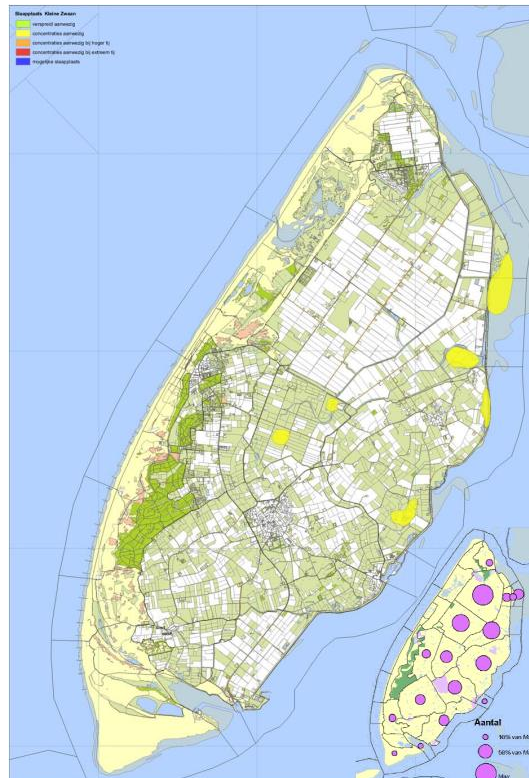 Slaapplaats Kleine Zwaan
verspreid aanwezig
concentraties aanwezig
concentraties aanwezig bij hoger tij
concentraties aanwezig bij extreem tij
mogelijke slaapplaats
Aantal
10% van M
50% van M
Max